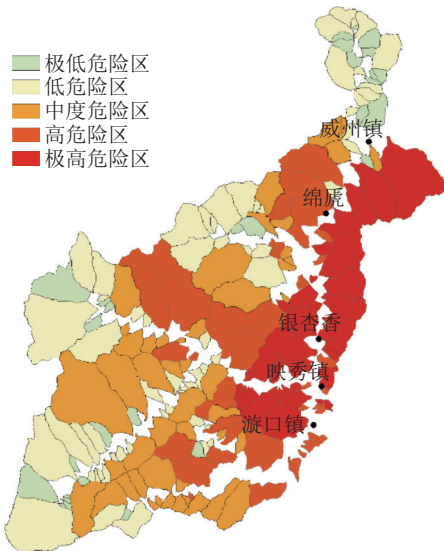 极低危险区
低危险区
中度危险区
高危险区
极高危险区
威州镇
绵虒
银杏香
映秀镇
漩口镇